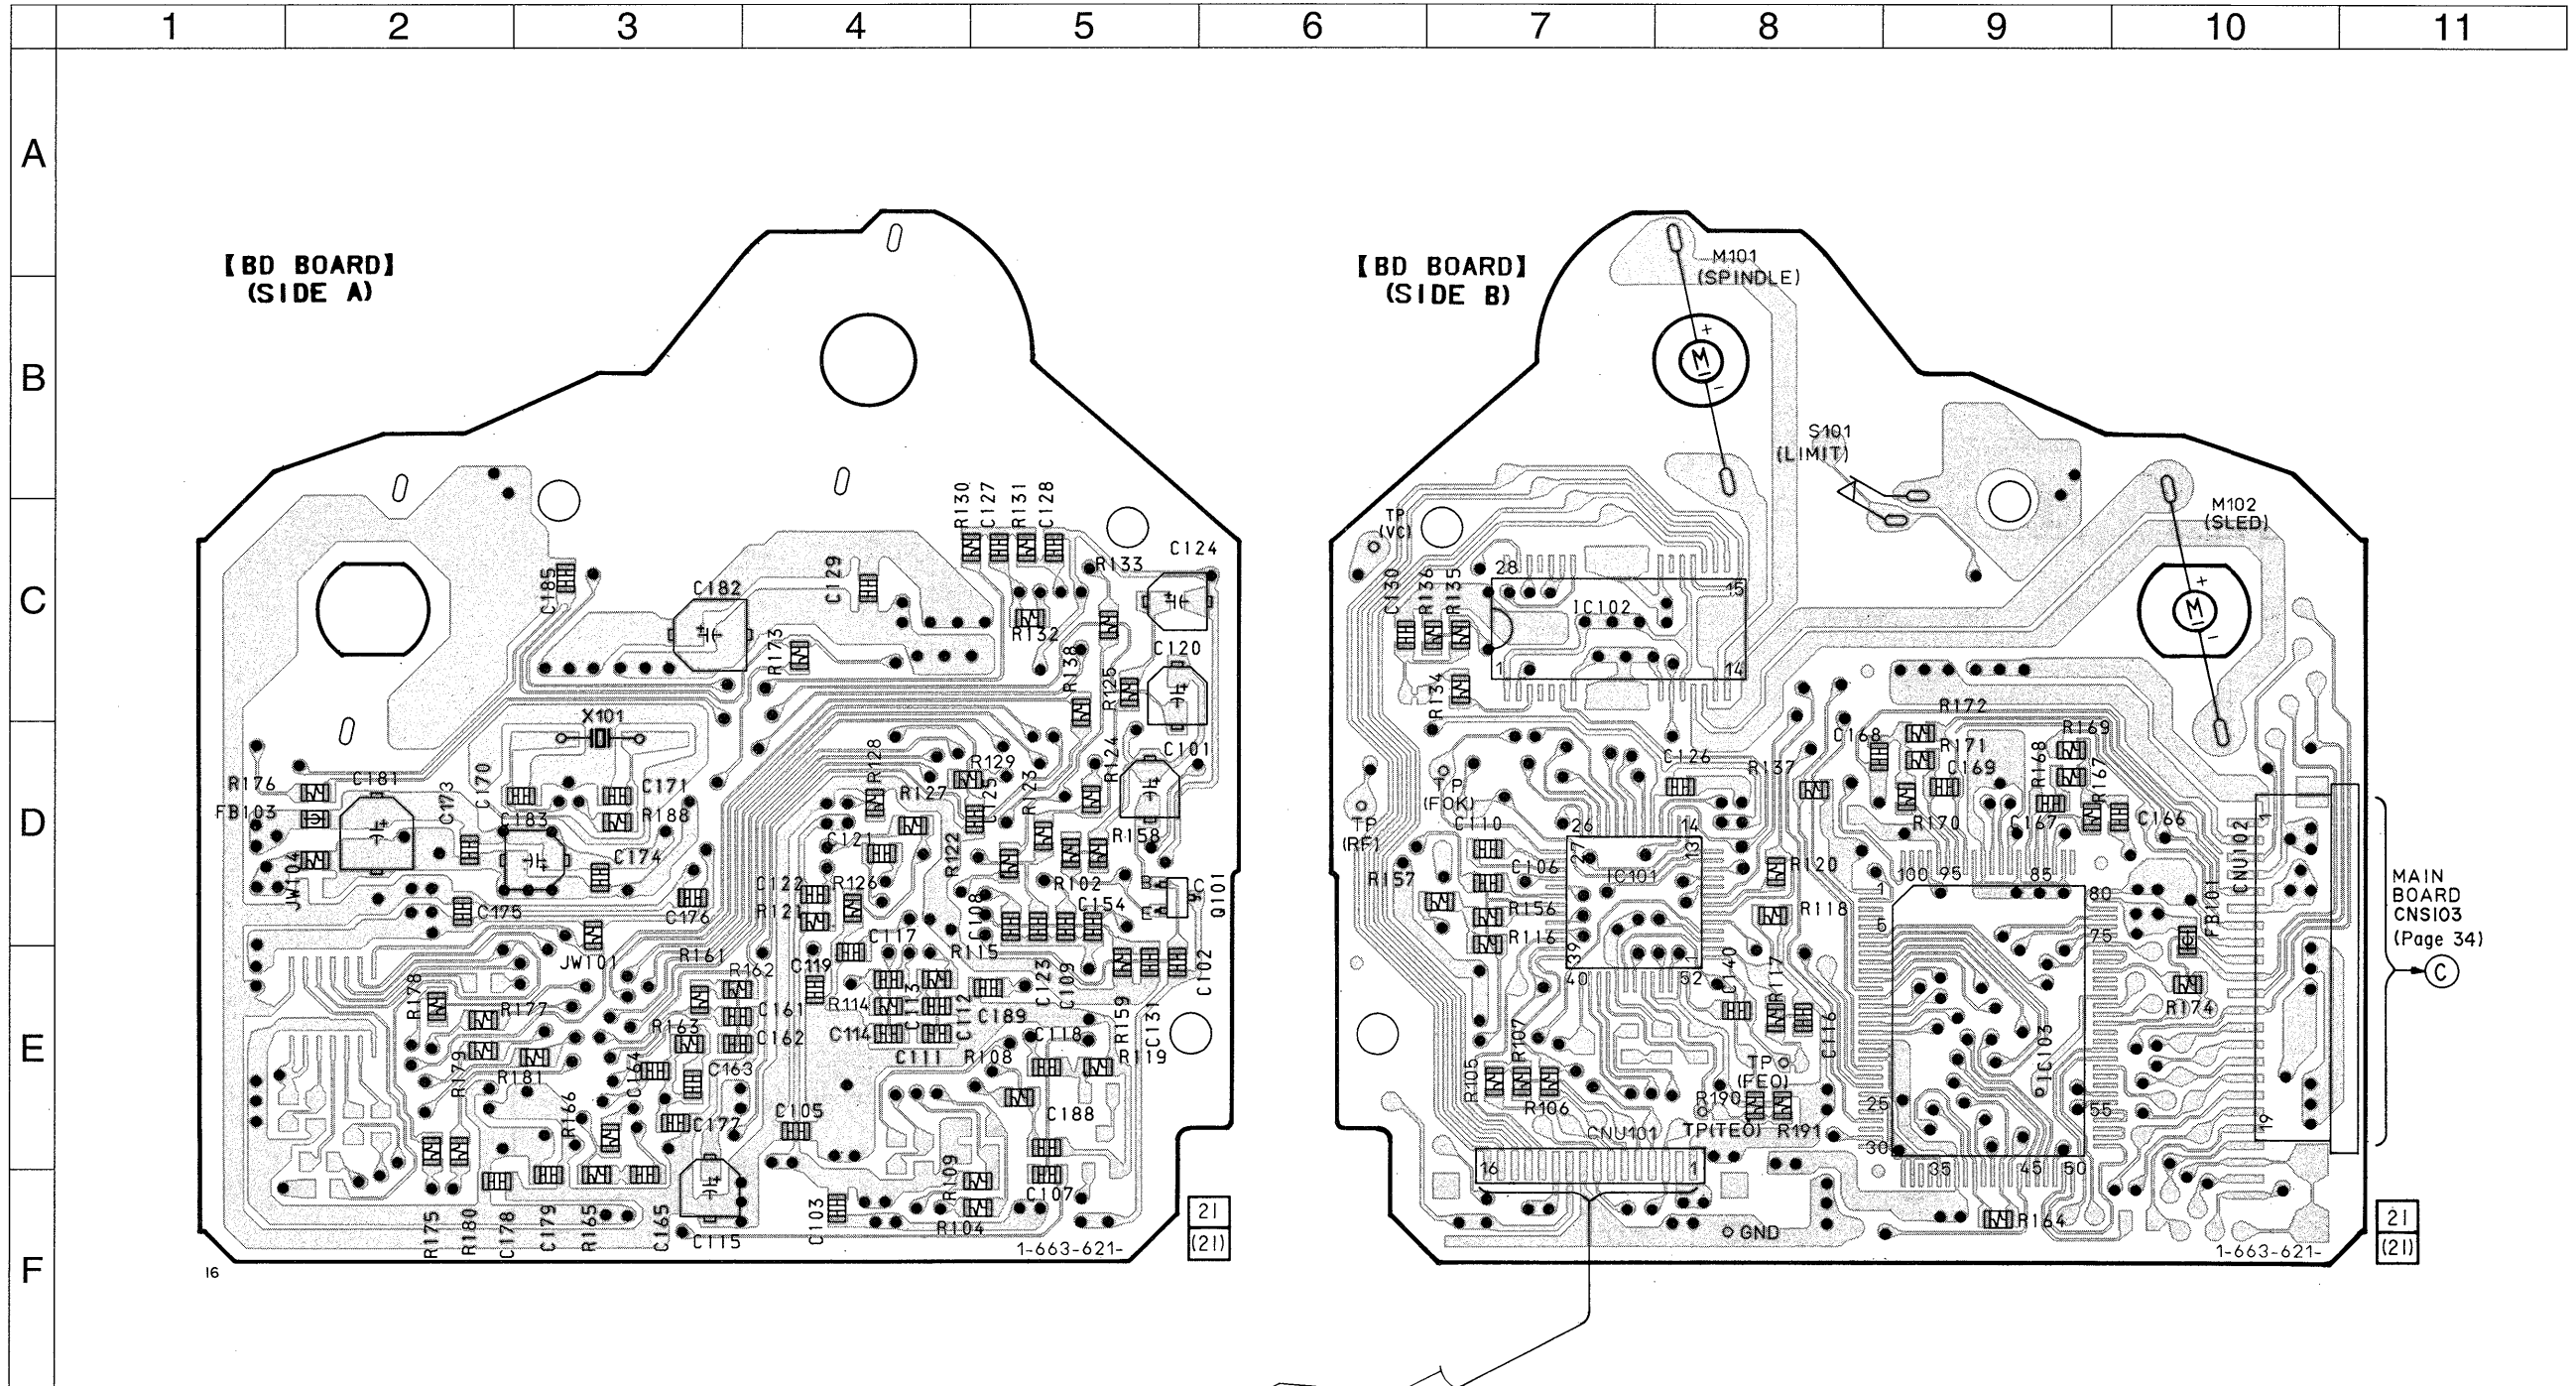 1 2 3 4 5 6 7 8 9 10 11
A
B
C
D
E
F
【BD BOARD】
(SIDE A)
R130 C127 R131 C128
C124
R133
C185
C182
C129
R173
R132
R138
C120
R125
X101
C101
R124
R128
R129
R176
C181
C173
C170
C171
R127
C125
R123
FB103
C183
R188
C121
R122
R158
JW104
C174
C122
R126
R102
B C
E
Q101
C175
C176
R121
C108
C154
C117
R115
JW101
R161
R162
C119
C123
C109
C102
R178
R177
C161
R114
C113
C112
C189
R159
C131
R163
C162
C114
C118
R179
R181
C164
C163
C111
R108
R119
R166
C177
C105
C188
R109
C107
R175 R180 C178 C179 R165 C165
C115
C103
R104
1-663-621-
21
(21)
16
【BD BOARD】
(SIDE B)
M101
(SPINDLE)
+
M
-
S101
(LIMIT)
TP
(VC)
M102
(SLED)
+
M
-
C130 R136 R135
28
15
IC102
1
14
R134
R172
C168
R171
R169
C126
R137
C169
R168
R167
TP
(FOK)
TP
(RF)
C110
26
14
R170
C167
C166
CNU102
1
27
13
C106
IC101
R120
R157
100 95 85
1
80
R156
R118
5
FB101
R116
39
1
75
40
52
C140
R117
R174
C116
R107
R105
R106
TP
(FEO)
IC103
R190
25
55
19
CNU101
TP(TEO)
R191
30
16
1
35 45 50
R164
GND
1-663-621-
21
(21)
MAIN
BOARD
CNS103
(Page 34)
C